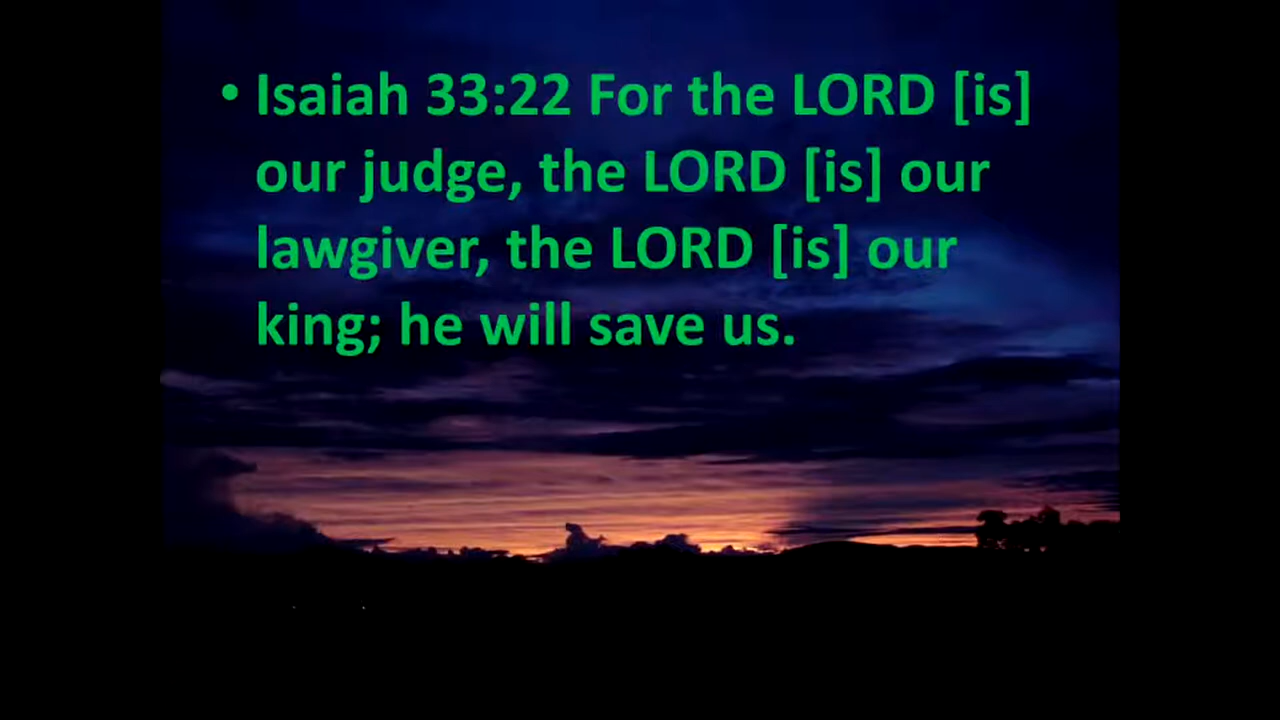 • Isaiah 33:22 For the LORD [is]
our judge, the LORD [is] our
lawgiver, the LORD [is] our
king; he will save us.